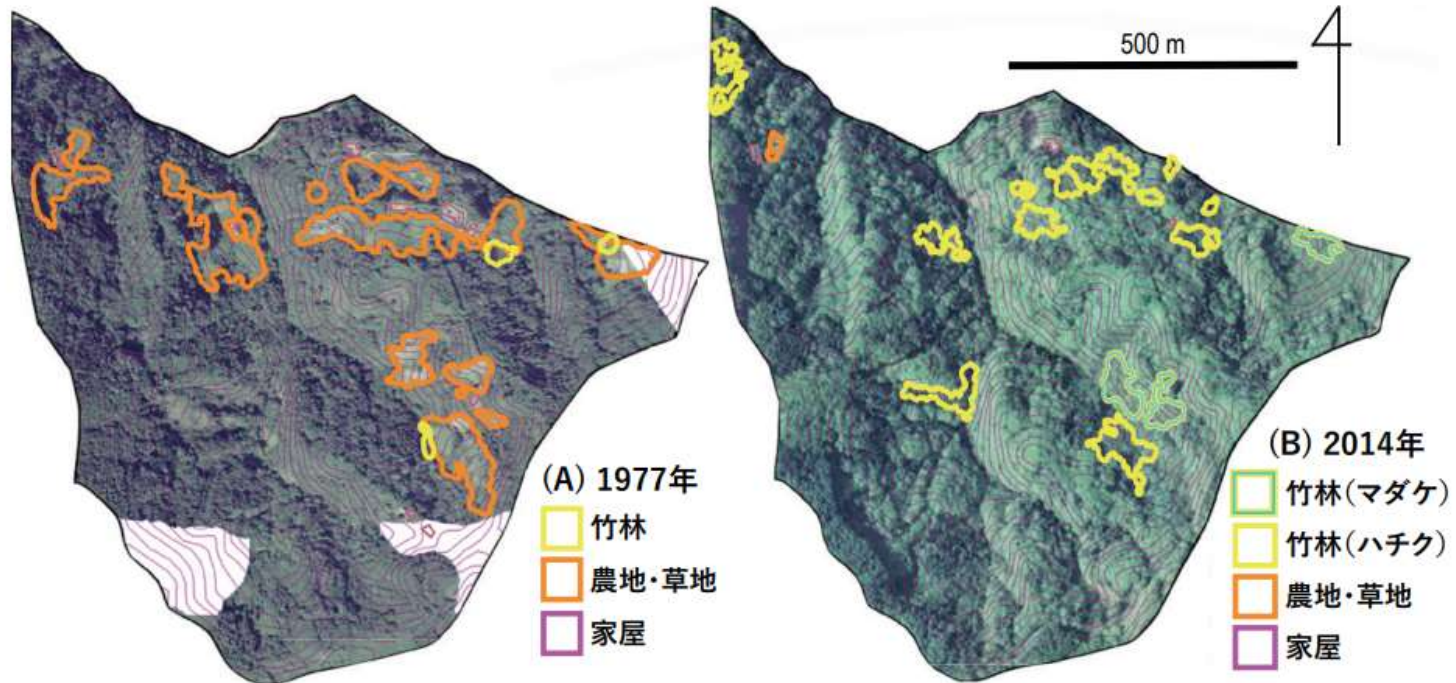 500 m
(A) 1977年
竹林
農地・草地
家屋
(B) 2014年
竹林(マダケ)
竹林(ハチク)
農地・草地
家屋